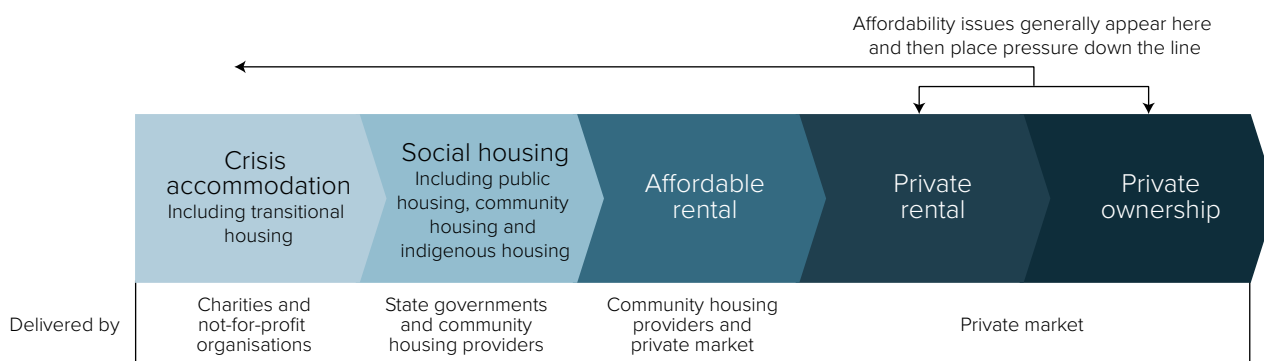 Affordability issues generally appear here
and then place pressure down the line
Crisis
accommodation
Including transitional
housing
Social housing
Including public
housing, community
housing and
indigenous housing
Affordable
rental
Private
rental
Private
ownership
Delivered by
Charities and
not-for-profit
organisations
State governments
and community
housing providers
Community housing
providers and
private market
Private market